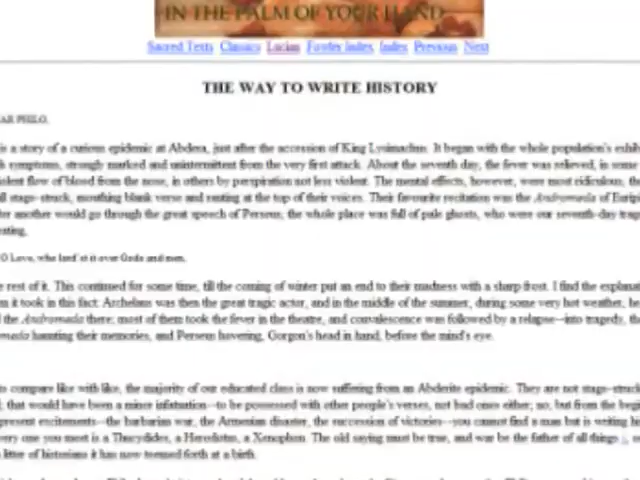 IN THE PALM OF YOUR HAND
Sacred Texts Classics Lucian Fowler Index Index Previous Next
THE WAY TO WRITE HISTORY
AR PHILO,
is a story of a curious epidemic at Abdera, just after the accession of King Lysimachus. It began with the whole population's exhib
symptoms, strongly marked and unintermittent from the very first attack. About the seventh day, the fever was relieved, in some
olent flow of blood from the nose, in others by perspiration not less violent. The mental effects, however, were most ridiculous; the
ll stage-struck, mouthing blank verse and ranting at the top of their voices. Their favourite recitation was the Andromeda of Euripi
ter another would go through the great speech of Perseus; the whole place was full of pale ghosts, who were our seventh-day trag
ating,
O Love, who lord'st it over Gods and men,
e rest of it. This continued for some time, till the coming of winter put an end to their madness with a sharp frost. I find the explanat
m it took in this fact: Archelaus was then the great tragic actor, and in the middle of the summer, during some very hot weather, he
the Andromeda there; most of them took the fever in the theatre, and convalescence was followed by a relapse--into tragedy, the
omeda haunting their memories, and Perseus hovering, Gorgon's head in hand, before the mind's eye.
to compare like with like, the majority of our educated class is now suffering from an Abderite epidemic. They are not stage-struck
; that would have been a minor infatuation--to be possessed with other people's verses, not bad ones either; no; but from the begin
present excitements--the barbarian war, the Armenian disaster, the succession of victories--you cannot find a man but is writing his
very one you meet is a Thucydides, a Herodotus, a Xenophon. The old saying must be true, and war be the father of all things
litter of historians it has now teemed forth at a birth.